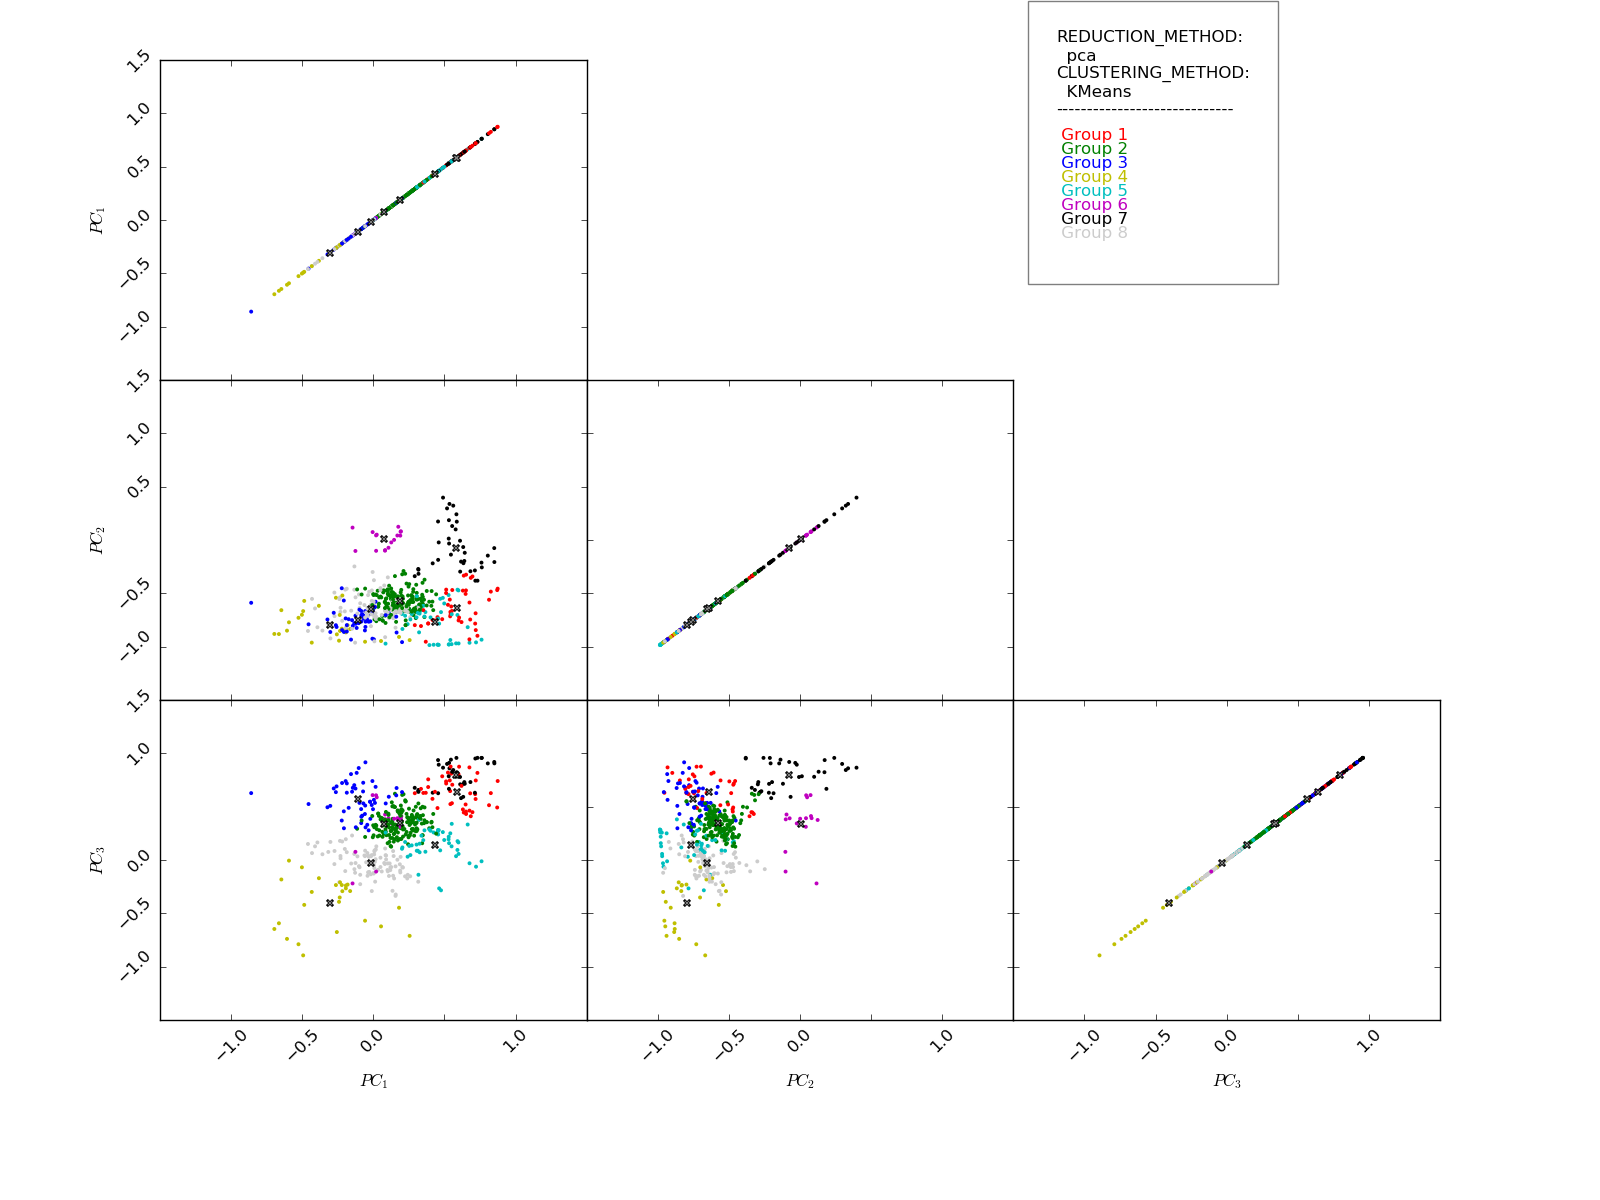 REDUCTION_METHOD:
pca
CLUSTERING_METHOD:
KMeans
------------------------------
Group 1
Group 2
Group 3
Group 4
Group 5
Group 6
Group 7
Group 8
1.5
1.0
0.5
0.0
−0.5
−1.0
PC₁
1.5
1.0
0.5
−0.5
−1.0
PC₂
1.5
1.0
0.0
−0.5
−1.0
PC₃
−1.0 −0.5 0.0 1.0 −1.0 −0.5 0.0 1.0 −1.0 −0.5 0.0 1.0
PC₁ PC₂ PC₃